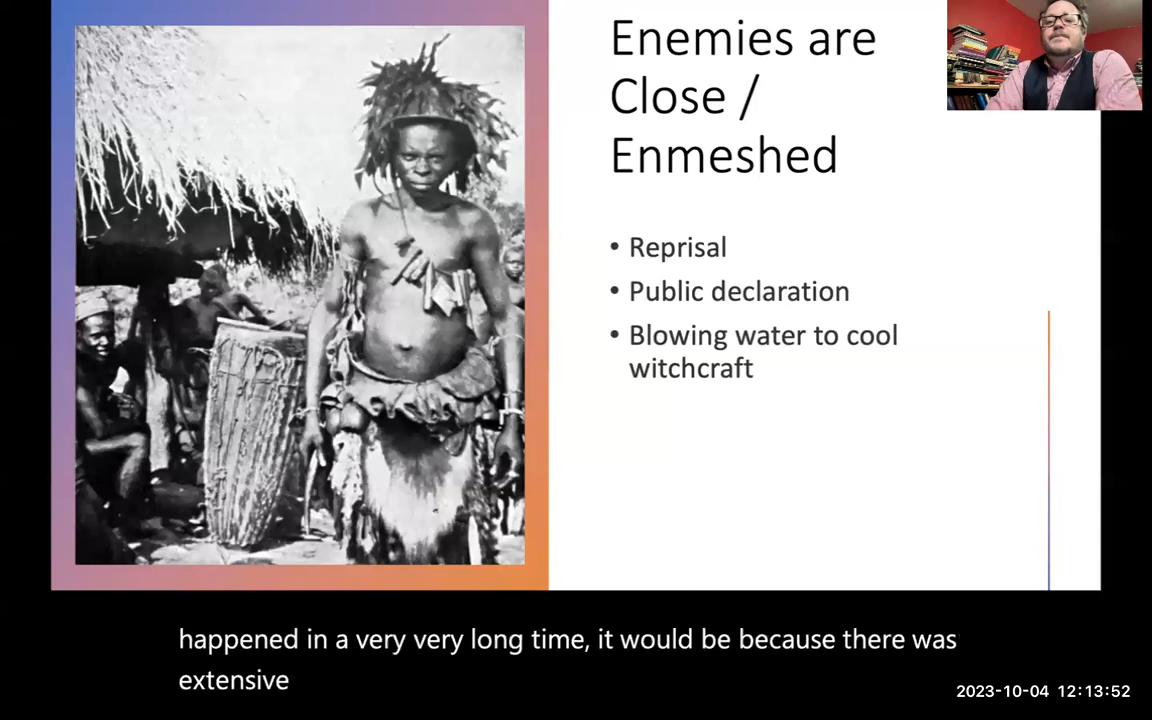 Enemies are
Close /
Enmeshed
• Reprisal
• Public declaration
• Blowing water to cool
witchcraft
happened in a very very long time, it would be because there was
extensive
2023-10-04 12:13:52